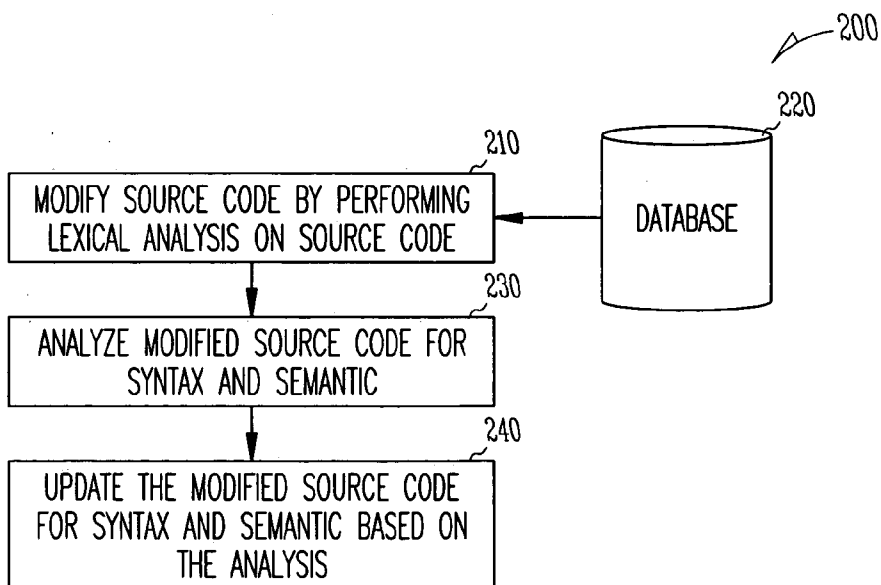 200
220
210
MODIFY SOURCE CODE BY PERFORMING
LEXICAL ANALYSIS ON SOURCE CODE
DATABASE
230
ANALYZE MODIFIED SOURCE CODE FOR
SYNTAX AND SEMANTIC
240
UPDATE THE MODIFIED SOURCE CODE
FOR SYNTAX AND SEMANTIC BASED ON
THE ANALYSIS